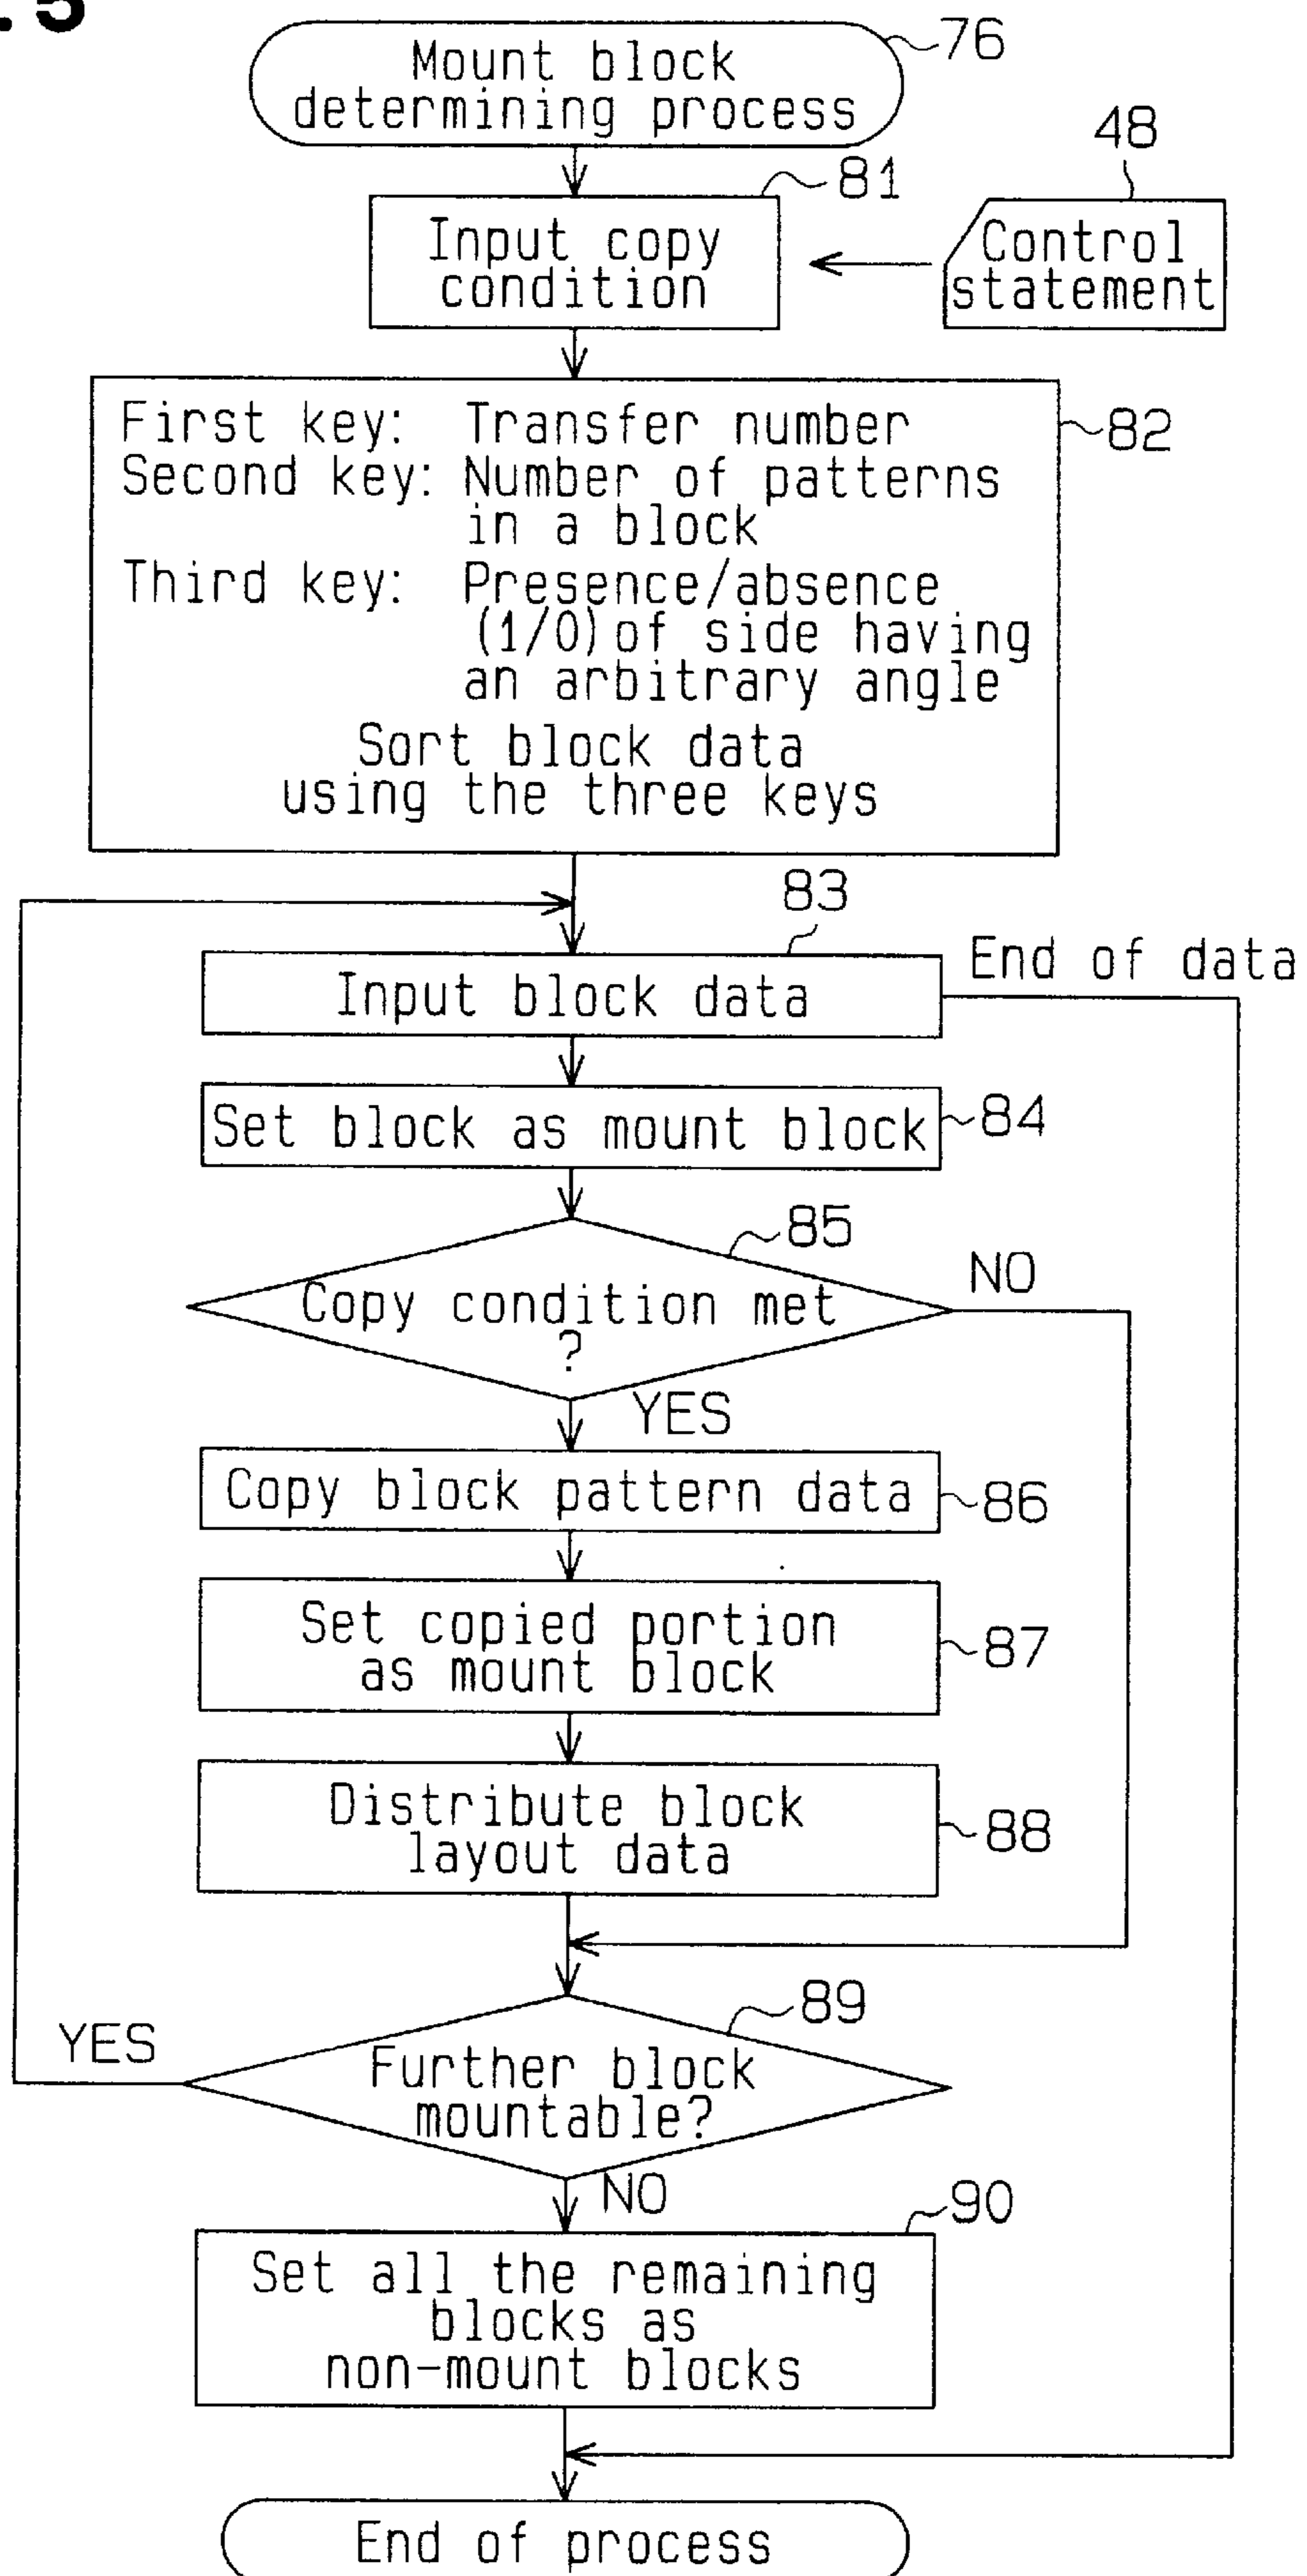 .5
Mount block
determining process
76
81
48
Input copy
condition
Control
statement
First key: Transfer number
82
Second key: Number of patterns
in a block
Third key: Presence/absence
(1/0) of side having
an arbitrary angle
Sort block data
using the three keys
83
Input block data
End of data
Set block as mount block
84
85
NO
Copy condition met
?
YES
Copy block pattern data
86
Set copied portion
as mount block
87
Distribute block
layout data
88
89
YES
Further block
mountable?
NO
90
Set all the remaining
blocks as
non-mount blocks
End of process